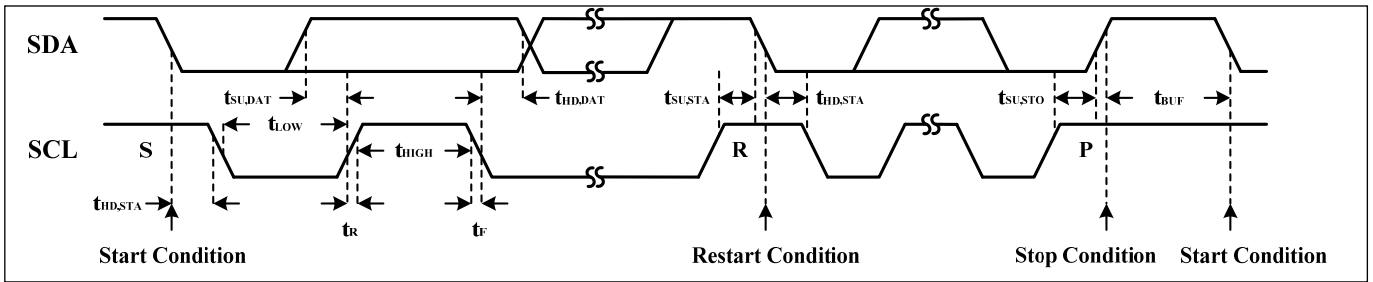 SDA
tSU,DAT
tHD,DAT
tSU,STA
tHD,STA
tSU,STO
tBUF
tLOW
SCL
S
tHIGH
R
P
tHD,STA
tR
tF
Start Condition
Restart Condition
Stop Condition
Start Condition